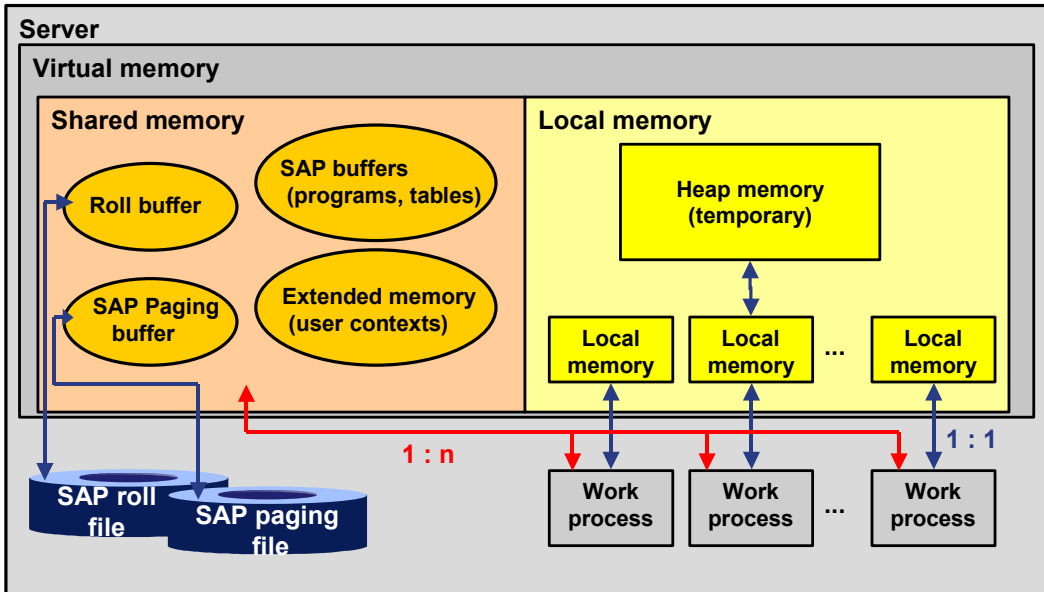 Server
Virtual memory
Shared memory
Roll buffer
SAP buffers
(programs, tables)
SAP Paging
buffer
Extended memory
(user contexts)
Local memory
Heap memory
(temporary)
Local
memory
Local
memory
...
Local
memory
1 : n
1 : 1
SAP roll
file
SAP paging
file
Work
process
Work
process
...
Work
process